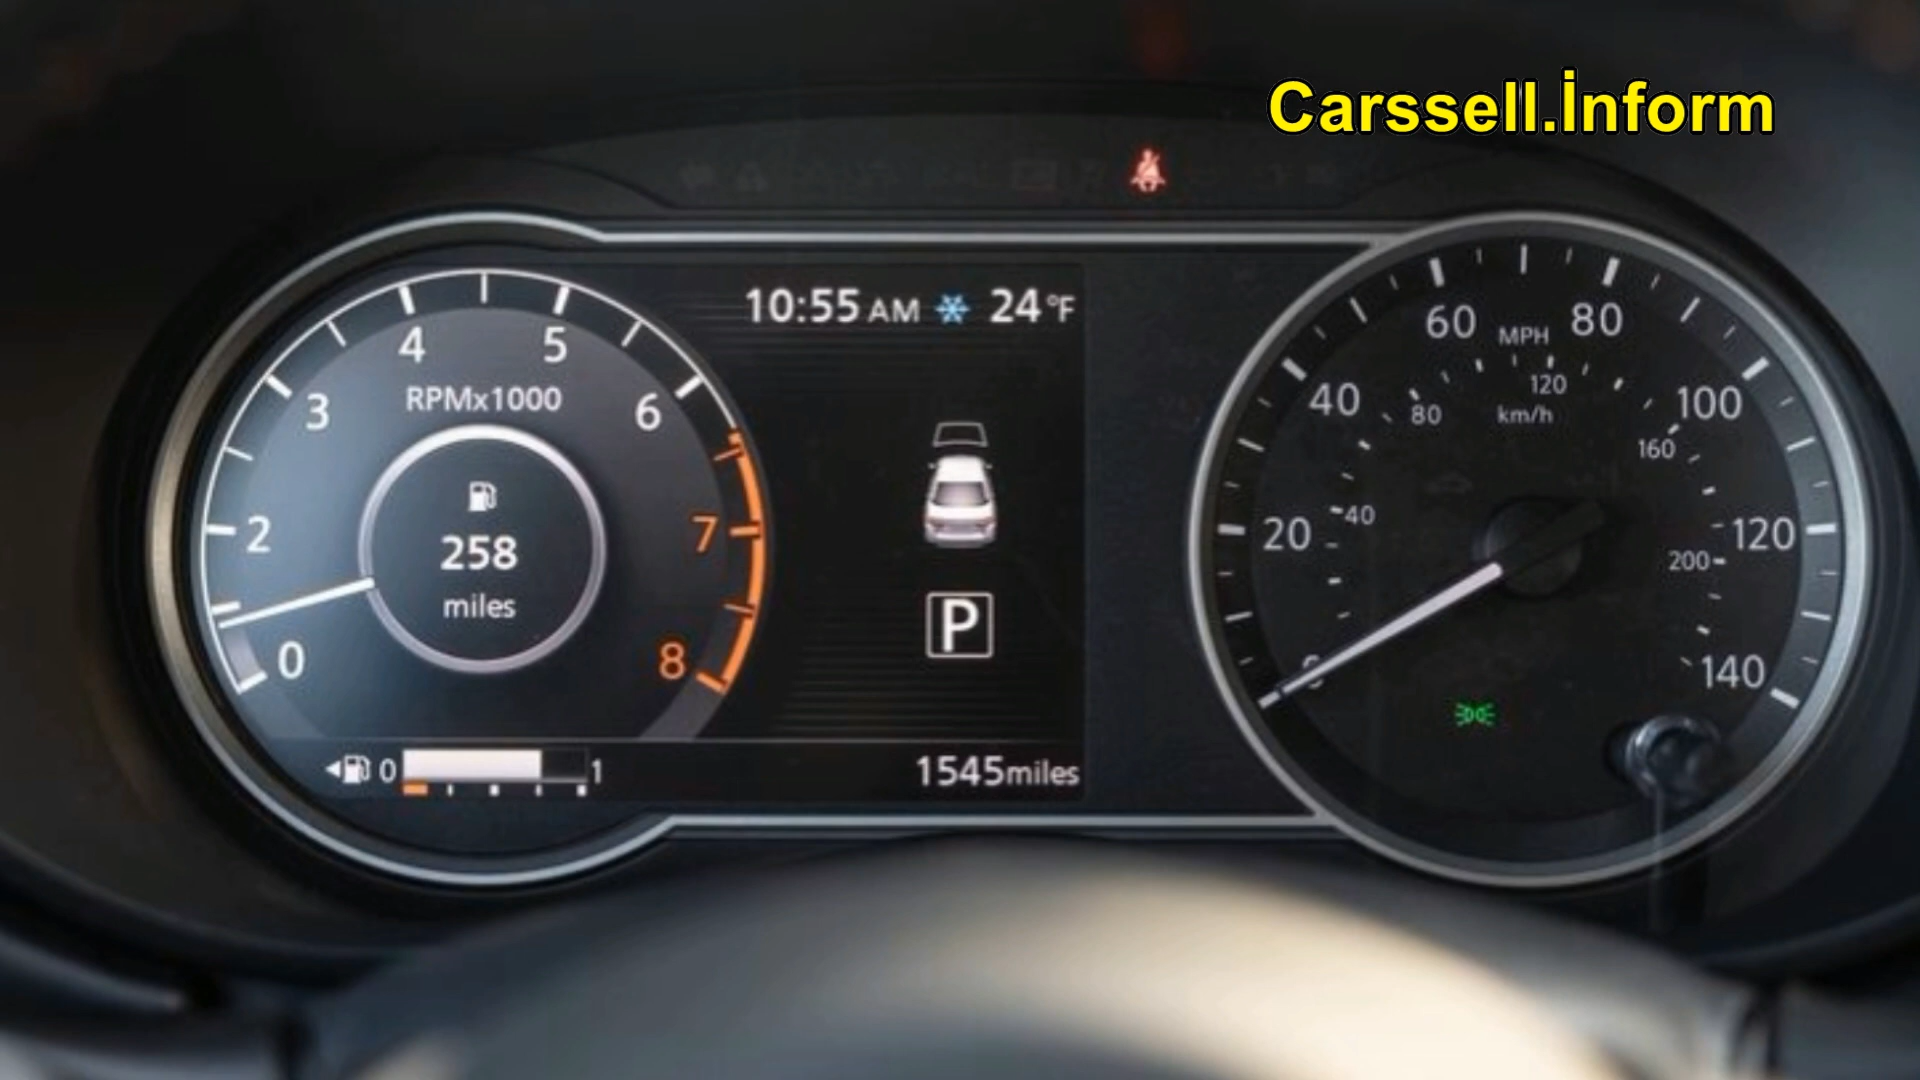 Carssell.İnform
10:55 AM 24°F
4 5
3 RPMx1000 6
2 258 7
miles
0 8
P
0 1 1545miles
60 MPH 80
40 80 120 km/h 160 100
20 40 200 120
0 140